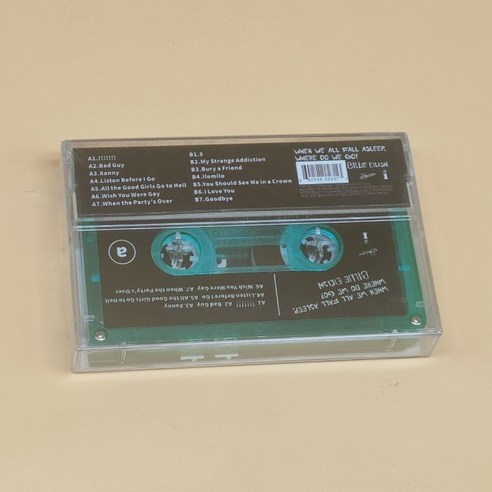 A1.!!!!!!!
A2.Bad Guy
A3.Xanny
A4.Listen Before I Go
A5.All the Good Girls Go to Hell
A6.Wish You Were Gay
A7.When the Party's Over
B1.8
B2.My Strange Addiction
B3.Bury a Friend
B4.Ilomilo
B5.You Should See Me in a Crown
B6.I Love You
B7.Goodbye
WHEN WE ALL FALL ASLEEP,
WHERE DO WE GO?
BILLIE EILISH
a
A1. !!!!!!! A2. Bad Guy A3.Xanny
A4.Listen Before I Go A5.All the Good Girls Go to Hell
A6. Wish You Were Gay A7. When the Party's Over
WHEN WE ALL FALL ASLEEP,
WHERE DO WE GO?
BILLIE EILISH